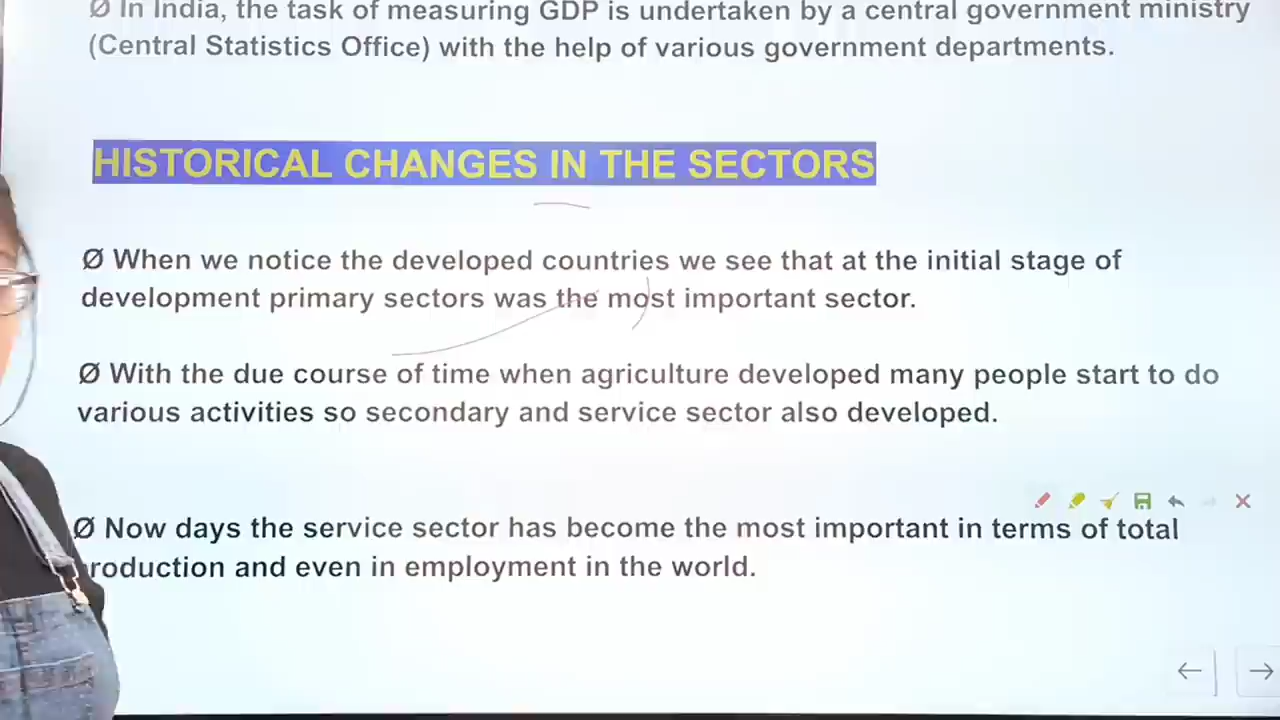 Ø In India, the task of measuring GDP is undertaken by a central government ministry
(Central Statistics Office) with the help of various government departments.
HISTORICAL CHANGES IN THE SECTORS
Ø When we notice the developed countries we see that at the initial stage of
development primary sectors was the most important sector.
Ø With the due course of time when agriculture developed many people start to do
various activities so secondary and service sector also developed.
Ø Now days the service sector has become the most important in terms of total
production and even in employment in the world.